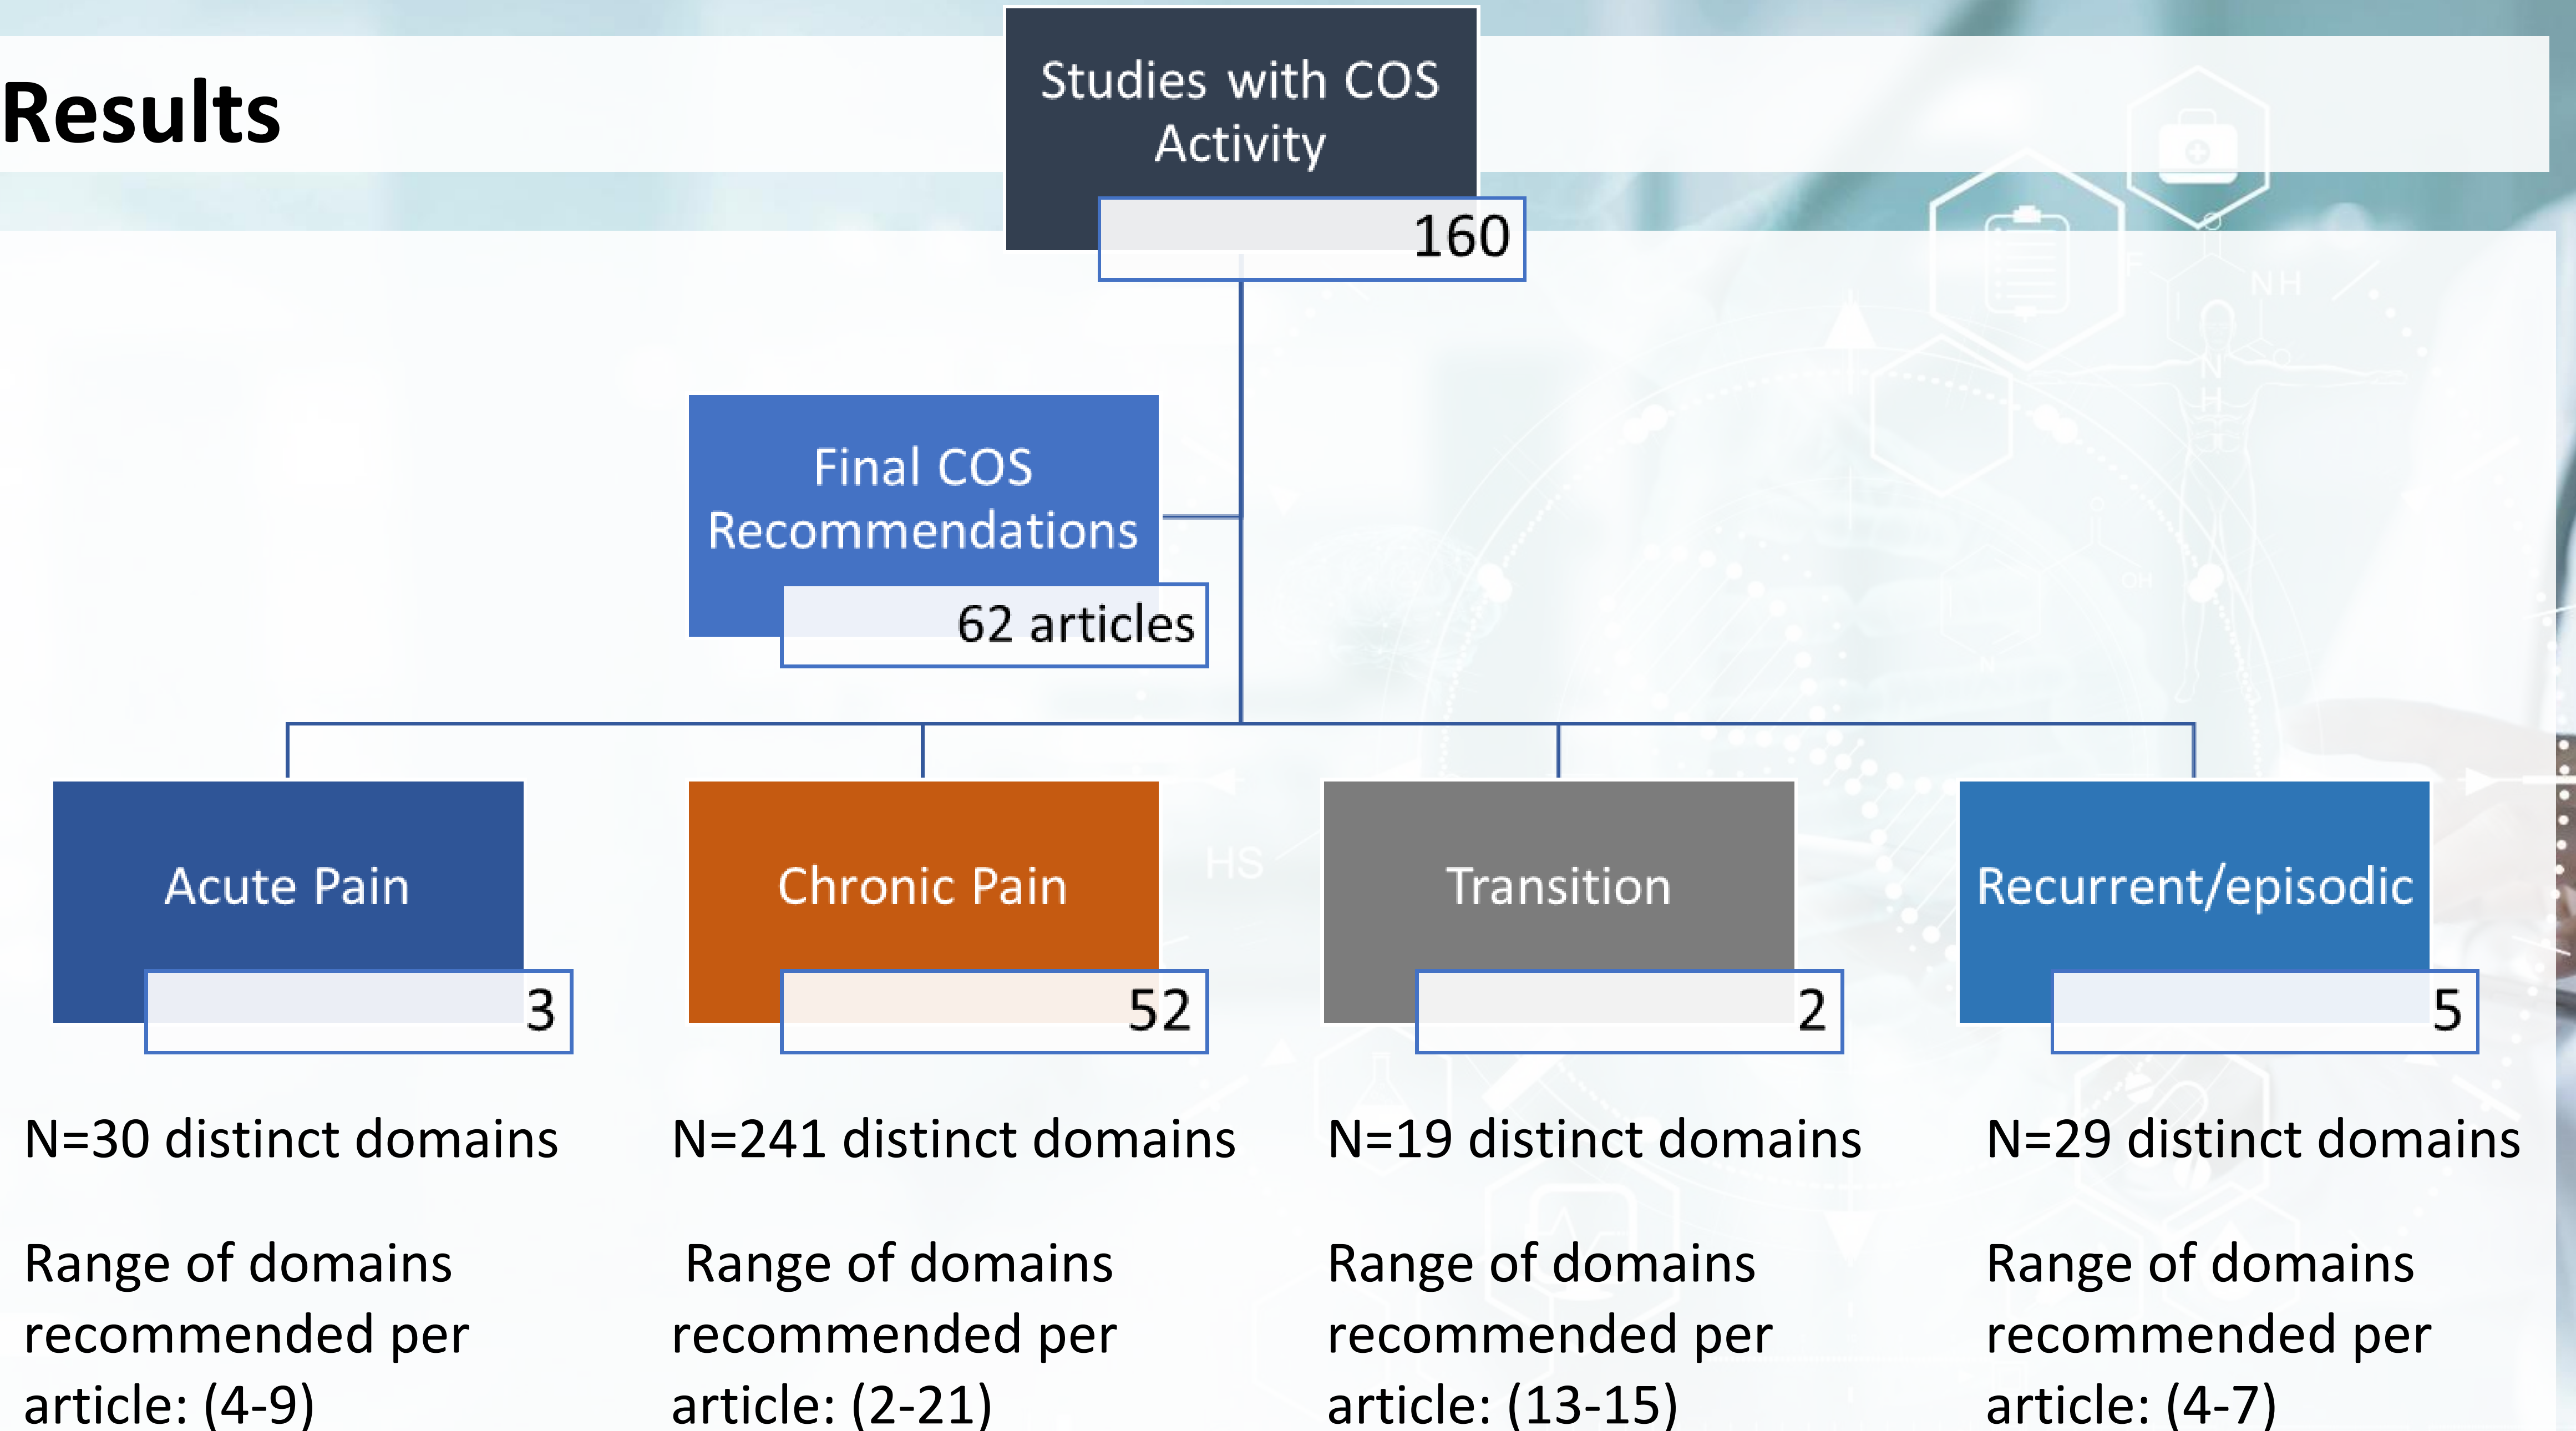 Results
Studies with COS
Activity
160
Final COS
Recommendations
62 articles
Acute Pain
3
Chronic Pain
52
Transition
2
Recurrent/episodic
5
N=30 distinct domains
Range of domains
recommended per
article: (4-9)
N=241 distinct domains
Range of domains
recommended per
article: (2-21)
N=19 distinct domains
Range of domains
recommended per
article: (13-15)
N=29 distinct domains
Range of domains
recommended per
article: (4-7)
NH
O
N
H
OH
HS